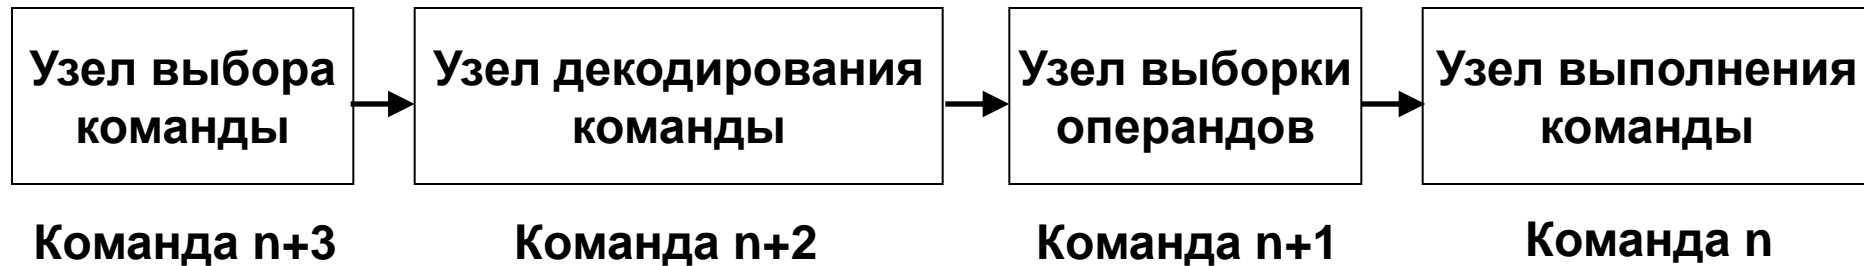 Узел выбора
команды
Узел декодирования
команды
Узел выборки
операндов
Узел выполнения
команды
Команда n+3
Команда n+2
Команда n+1
Команда n